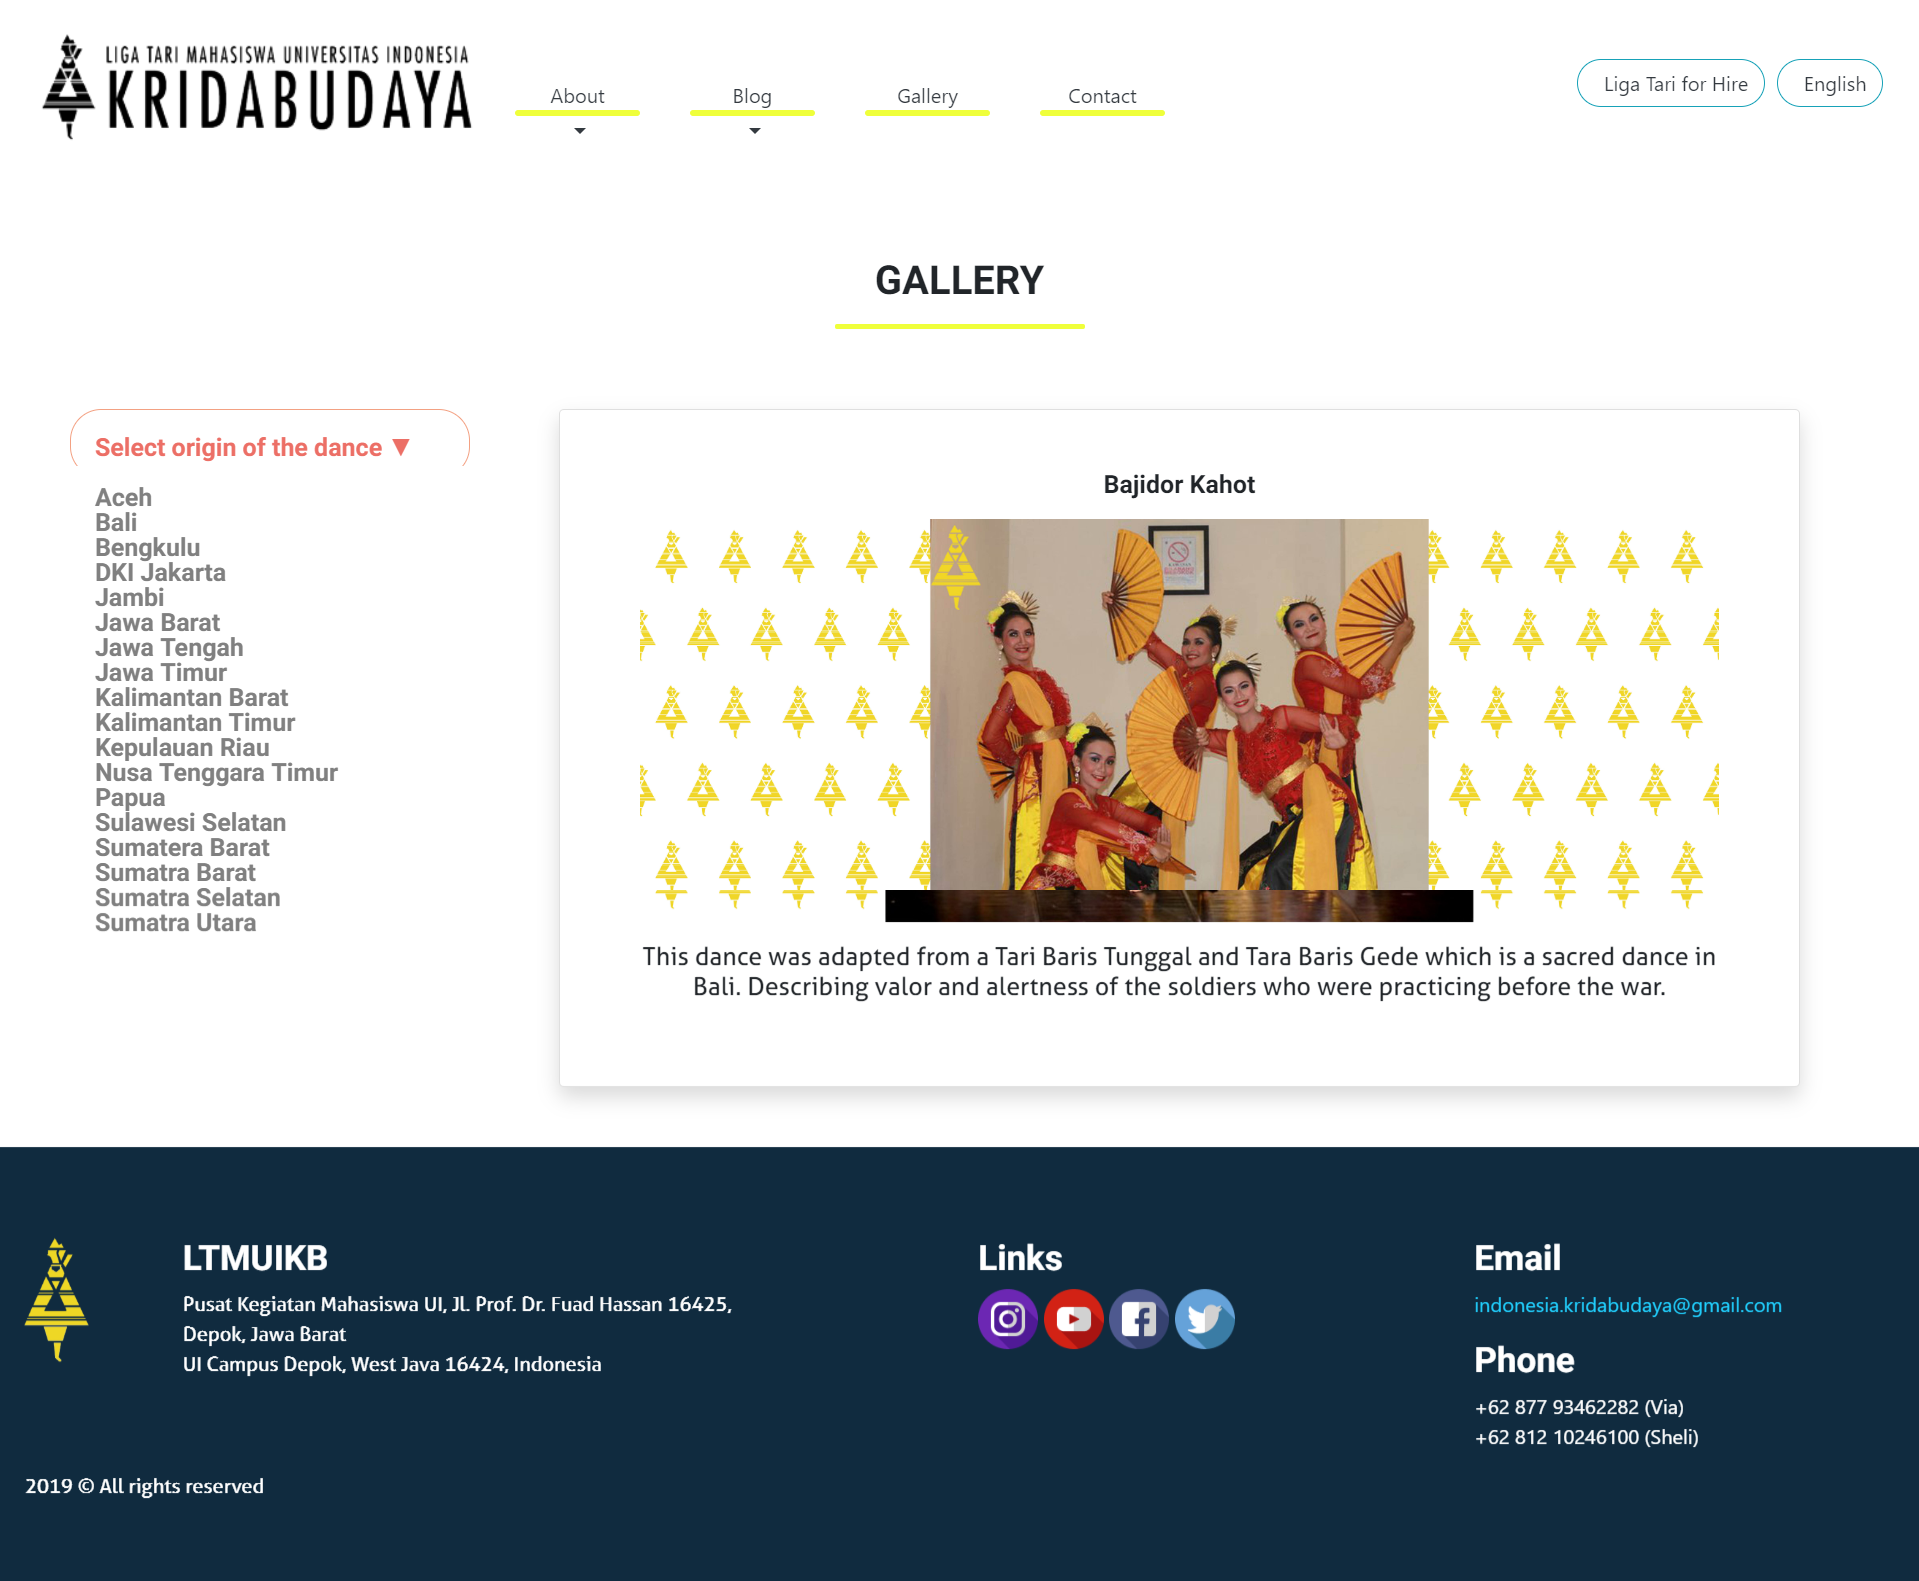 LIGA TARI MAHASISWA UNIVERSITAS INDONESIA
KRIDABUDAYA
About
Blog
Gallery
Contact
Liga Tari for Hire
English
GALLERY
Select origin of the dance ▼
Aceh
Bali
Bengkulu
DKI Jakarta
Jambi
Jawa Barat
Jawa Tengah
Jawa Timur
Kalimantan Barat
Kalimantan Timur
Kepulauan Riau
Nusa Tenggara Timur
Papua
Sulawesi Selatan
Sumatera Barat
Sumatra Barat
Sumatra Selatan
Sumatra Utara
Bajidor Kahot
This dance was adapted from a Tari Baris Tunggal and Tara Baris Gede which is a sacred dance in
Bali. Describing valor and alertness of the soldiers who were practicing before the war.
LTMUIKB
Pusat Kegiatan Mahasiswa UI, Jl. Prof. Dr. Fuad Hassan 16425,
Depok, Jawa Barat
UI Campus Depok, West Java 16424, Indonesia
Links
Email
indonesia.kridabudaya@gmail.com
Phone
+62 877 93462282 (Via)
+62 812 10246100 (Sheli)
2019 © All rights reserved